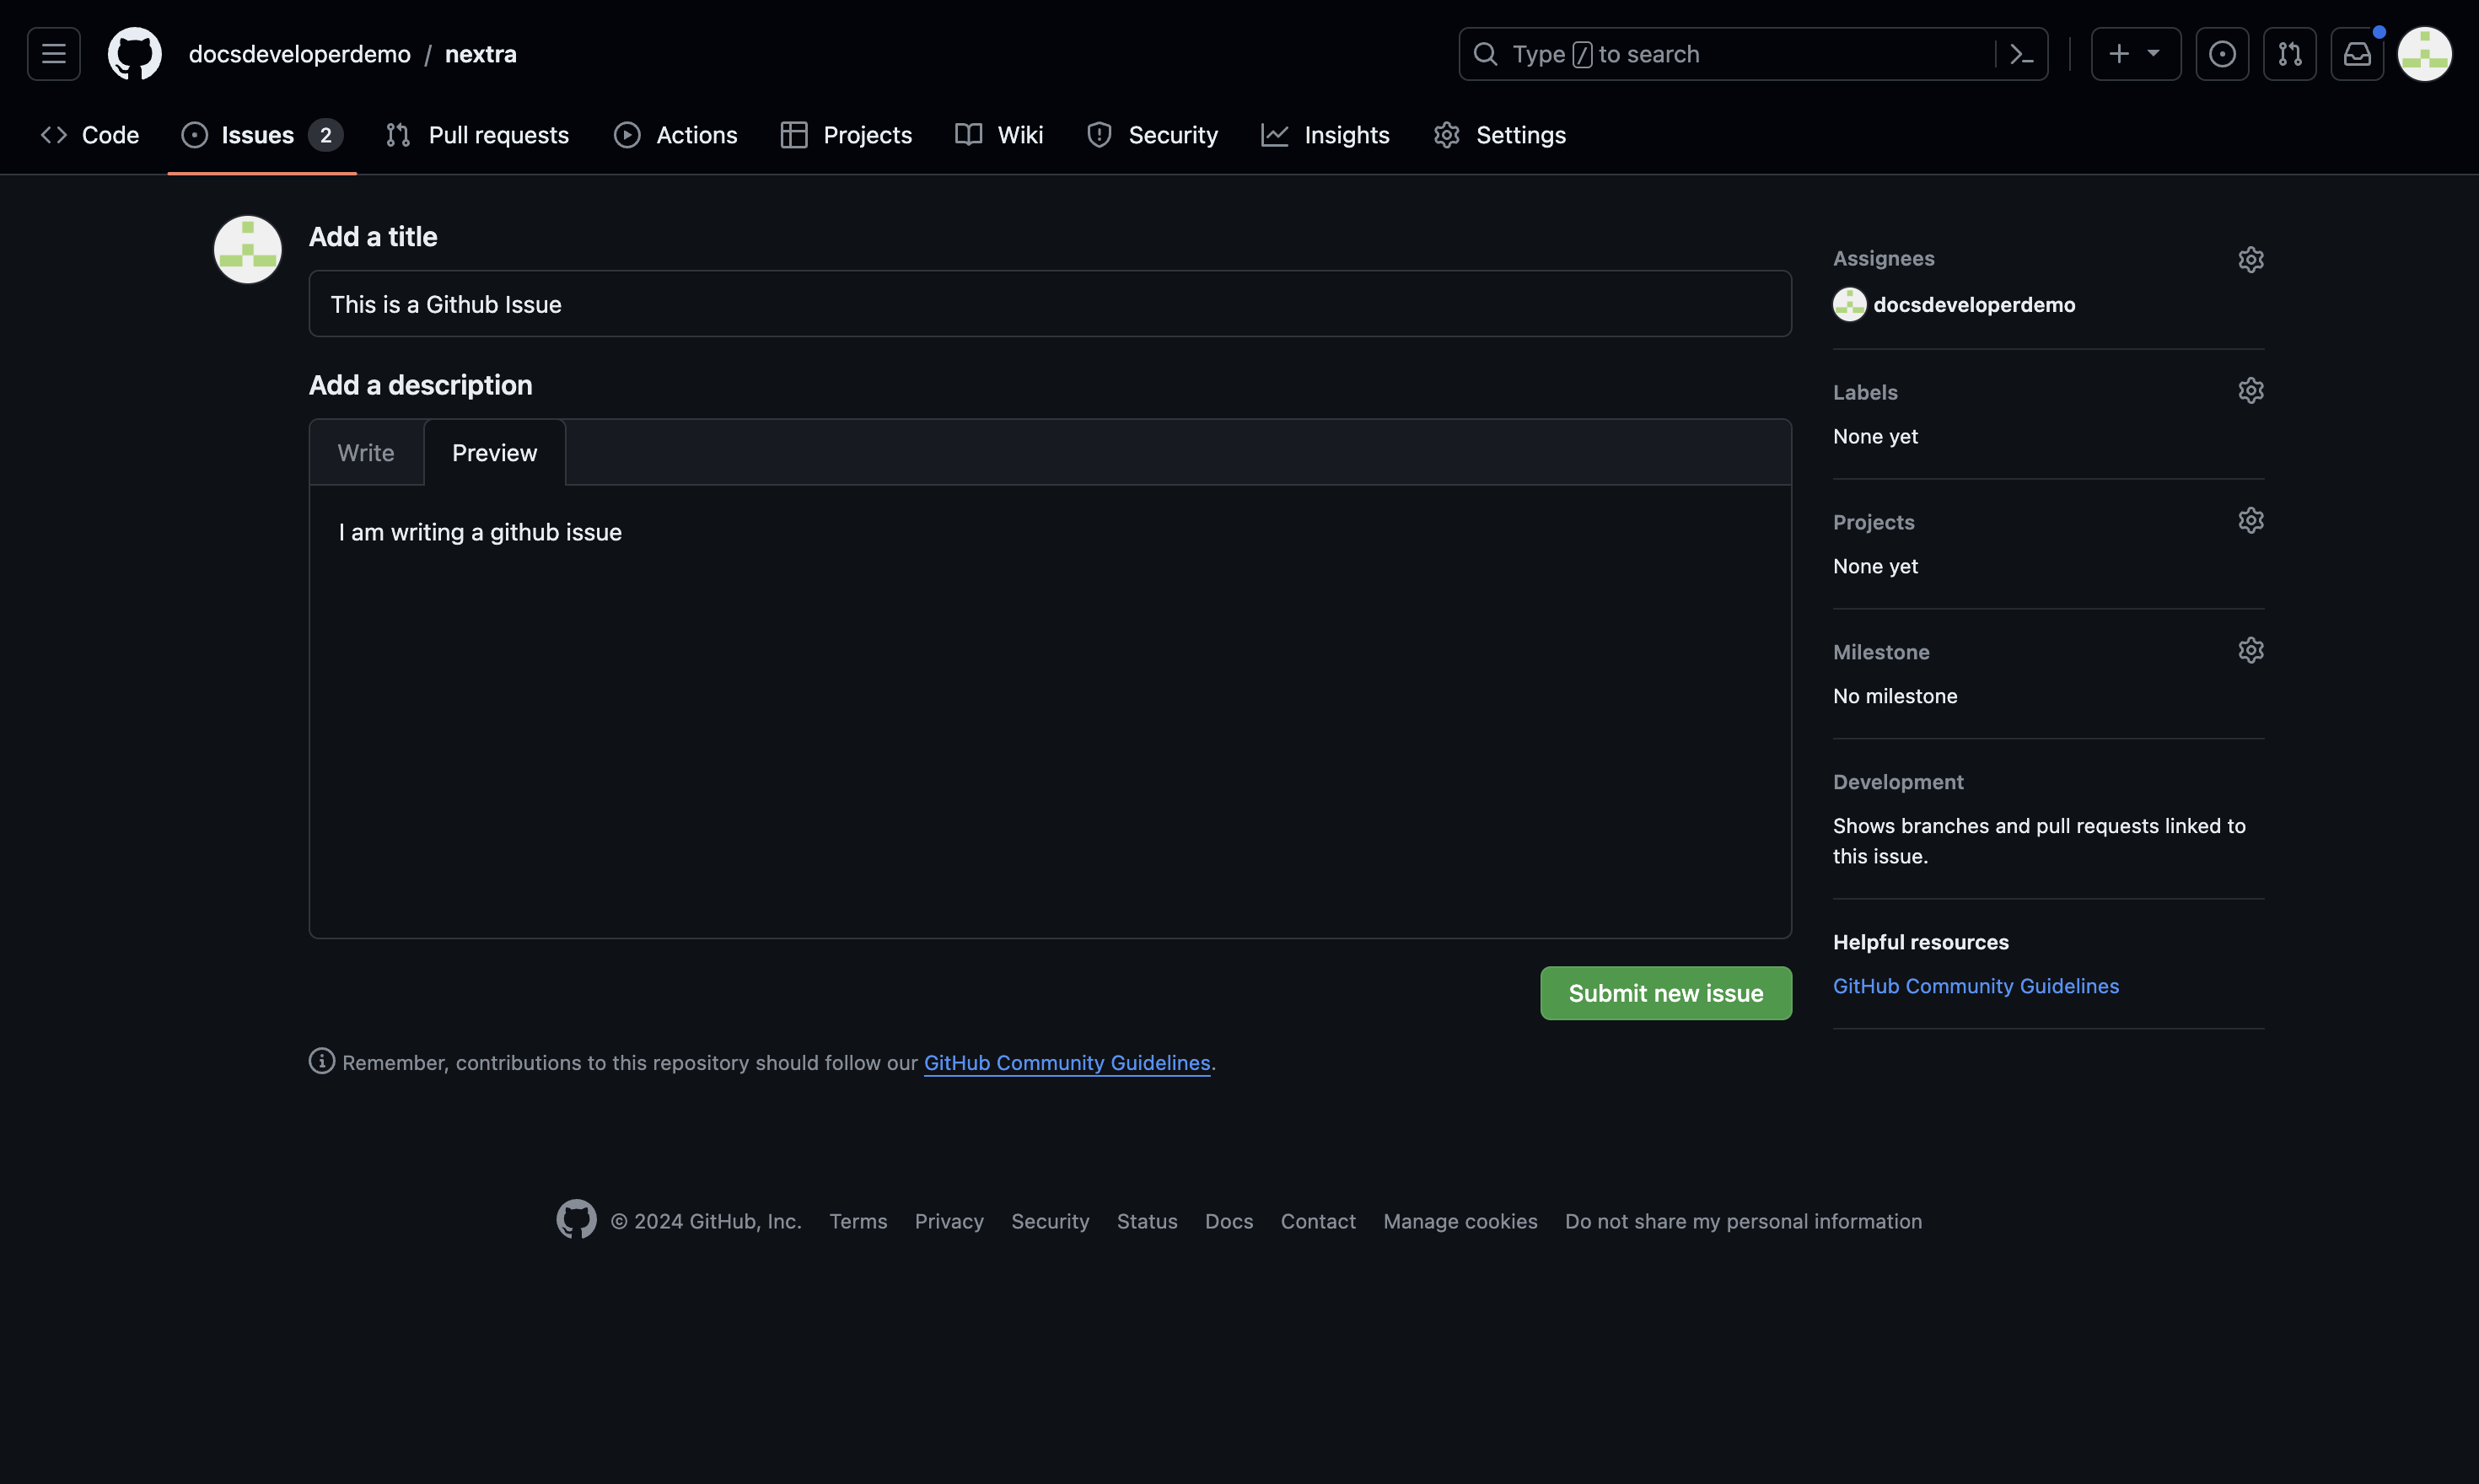 docsdeveloperdemo / nextra
Type / to search
Code
Issues 2
Pull requests
Actions
Projects
Wiki
Security
Insights
Settings
Add a title
This is a Github Issue
Add a description
Write
Preview
I am writing a github issue
Submit new issue
Remember, contributions to this repository should follow our GitHub Community Guidelines.
Assignees
docsdeveloperdemo
Labels
None yet
Projects
None yet
Milestone
No milestone
Development
Shows branches and pull requests linked to
this issue.
Helpful resources
GitHub Community Guidelines
© 2024 GitHub, Inc.
Terms
Privacy
Security
Status
Docs
Contact
Manage cookies
Do not share my personal information